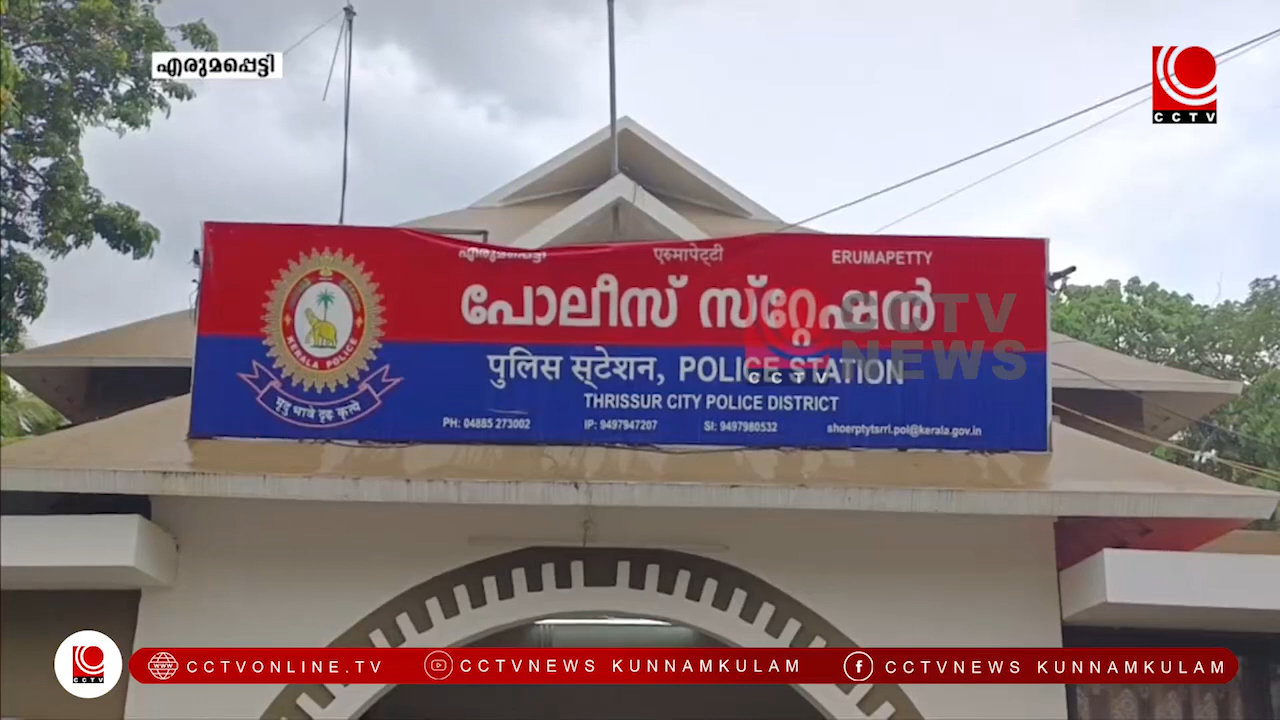 എരുമപ്പെട്ടി
CCTV
എരുമപ്പെട്ടി एरुमापेट्टी ERUMAPETTY
പോലീസ് സ്റ്റേഷൻ
CCTV NEWS
CCTV
पुलिस स्टेशन, POLICE STATION
THRISSUR CITY POLICE DISTRICT
PH: 04885 273002 IP: 9497947207 SI: 9497980532 shoerptytsrrl.pol@kerala.gov.in
KERALA POLICE
मृदु भावे दृढ कृत्ये
CCTV
CCTVONLINE.TV CCTVNEWS KUNNAMKULAM CCTVNEWS KUNNAMKULAM